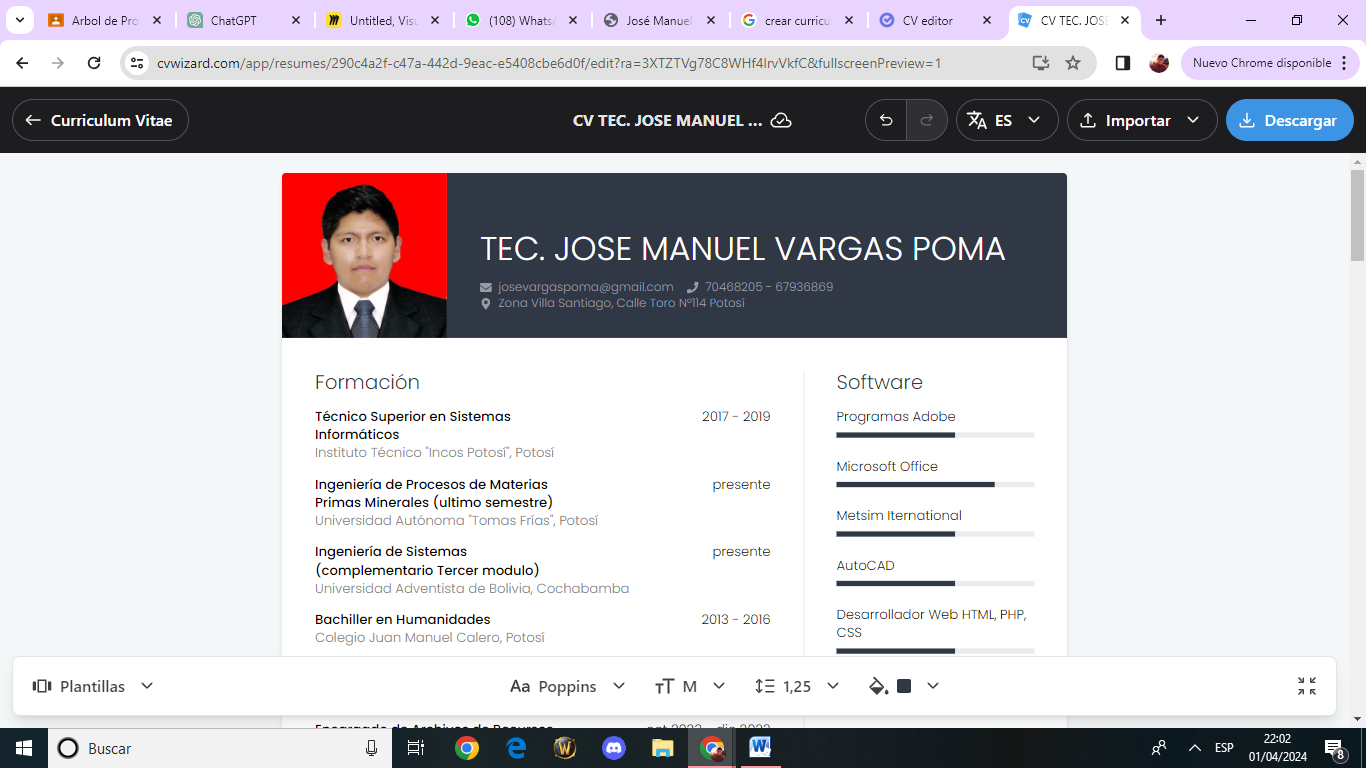 Arbol de Pro
ChatGPT
Untitled, Visu
(108) WhatsA
José Manuel
crear curricu
CV editor
CV TEC. JOSE
cvwizard.com/app/resumes/290c4a2f-c47a-442d-9eac-e5408cbe6d0f/edit?ra=3XTZTVg78C8WHf4IrvVkfC&fullscreenPreview=1
Nuevo Chrome disponible
Curriculum Vitae
CV TEC. JOSE MANUEL ...
ES
Importar
Descargar
TEC. JOSE MANUEL VARGAS POMA
josevargaspoma@gmail.com 70468205 - 67936869
Zona Villa Santiago, Calle Toro Nº114 Potosí
Formación
Técnico Superior en Sistemas 2017 - 2019
Informáticos
Instituto Técnico "Incos Potosí", Potosí
Ingeniería de Procesos de Materias presente
Primas Minerales (ultimo semestre)
Universidad Autónoma "Tomas Frías", Potosí
Ingeniería de Sistemas presente
(complementario Tercer modulo)
Universidad Adventista de Bolivia, Cochabamba
Bachiller en Humanidades 2013 - 2016
Colegio Juan Manuel Calero, Potosí
Software
Programas Adobe
Microsoft Office
Metsim Iternational
AutoCAD
Desarrollador Web HTML, PHP,
CSS
Plantillas
Aa Poppins
TT M
1,25
Buscar
ESP
22:02
01/04/2024
8